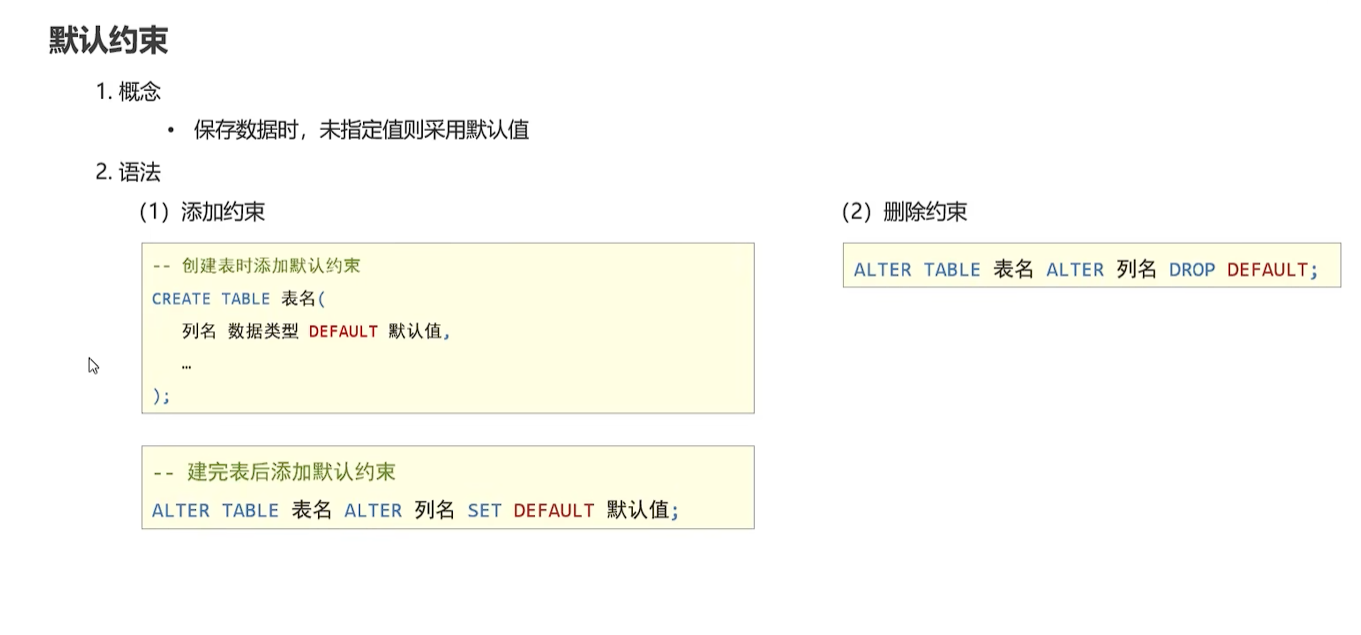 默认约束
1. 概念
• 保存数据时，未指定值则采用默认值
2. 语法
（1）添加约束
-- 创建表时添加默认约束
CREATE TABLE 表名(
列名 数据类型 DEFAULT 默认值,
…
);
-- 建完表后添加默认约束
ALTER TABLE 表名 ALTER 列名 SET DEFAULT 默认值;
（2）删除约束
ALTER TABLE 表名 ALTER 列名 DROP DEFAULT;